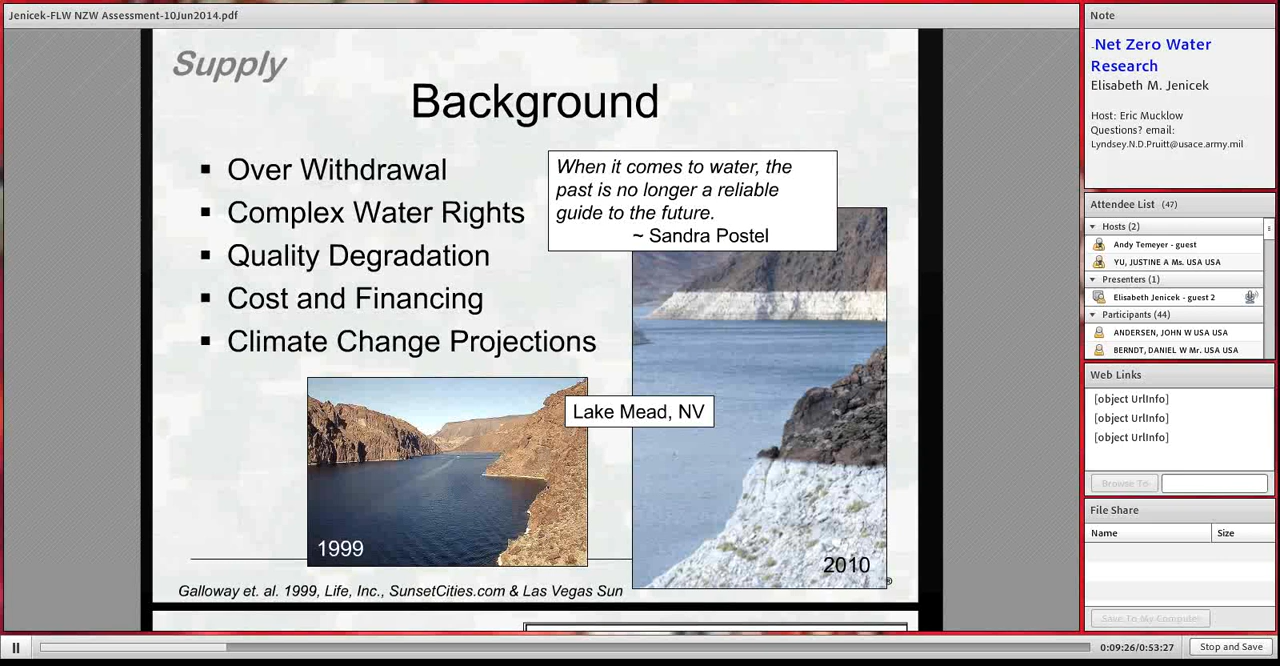 Jenicek-FLW NZW Assessment-10Jun2014.pdf
Supply
Background
▪ Over Withdrawal
▪ Complex Water Rights
▪ Quality Degradation
▪ Cost and Financing
▪ Climate Change Projections
When it comes to water, the
past is no longer a reliable
guide to the future.
~ Sandra Postel
Lake Mead, NV
1999
2010
®
Galloway et. al. 1999, Life, Inc., SunsetCities.com & Las Vegas Sun
Note
-Net Zero Water
Research
Elisabeth M. Jenicek
Host: Eric Mucklow
Questions? email:
Lyndsey.N.D.Pruitt@usace.army.mil
Attendee List (47)
Hosts (2)
Andy Temeyer - guest
YU, JUSTINE A Ms. USA USA
Presenters (1)
Elisabeth Jenicek - guest 2
Participants (44)
ANDERSEN, JOHN W USA USA
BERNDT, DANIEL W Mr. USA USA
Web Links
[object UrlInfo]
[object UrlInfo]
[object UrlInfo]
Browse To
File Share
Name Size
Save To My Compute
0:09:26/0:53:27
Stop and Save